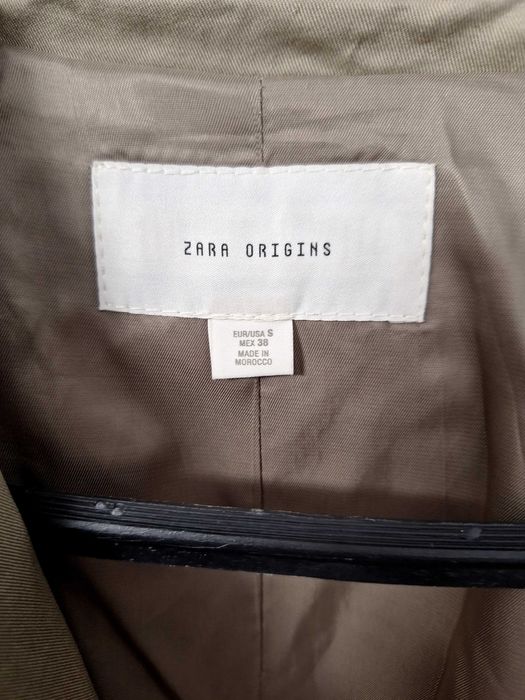 ZARA ORIGINS
EUR/USA S
MEX 38
MADE IN
MOROCCO